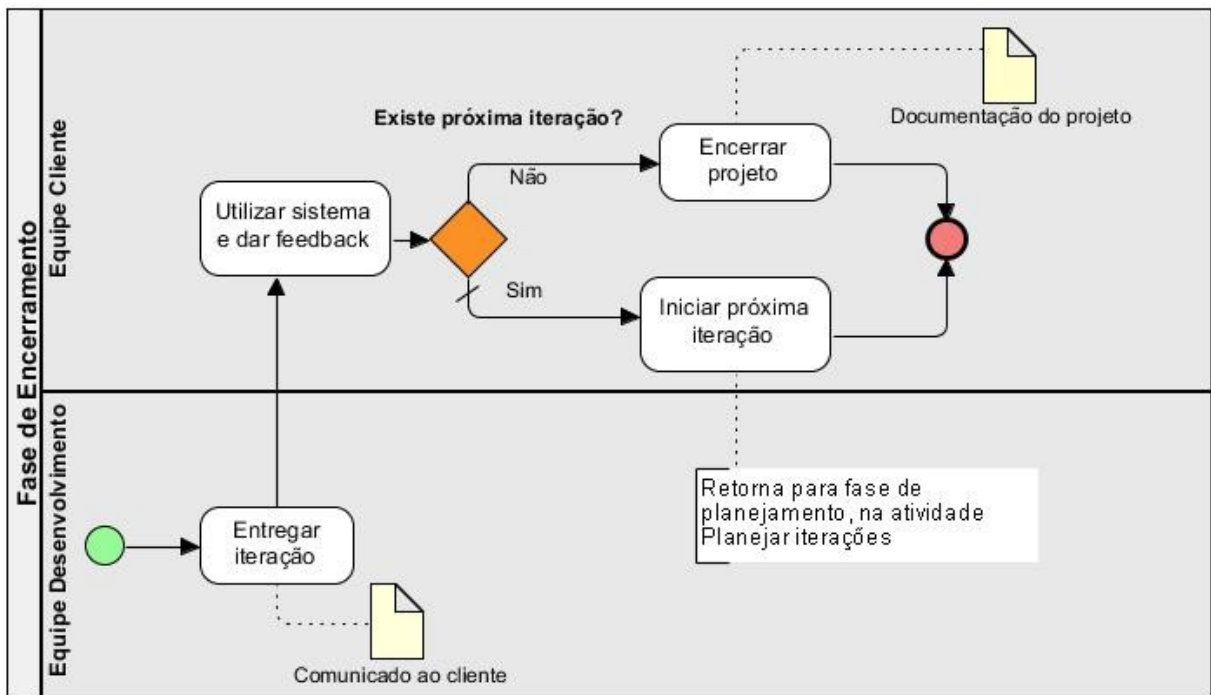 Fase de Encerramento
Equipe Cliente
Existe próxima iteração?
Documentação do projeto
Encerrar
projeto
Não
Utilizar sistema
e dar feedback
Sim
Iniciar próxima
iteração
Equipe Desenvolvimento
Entregar
iteração
Retorna para fase de
planejamento, na atividade
Planejar iterções
Comunicado ao cliente